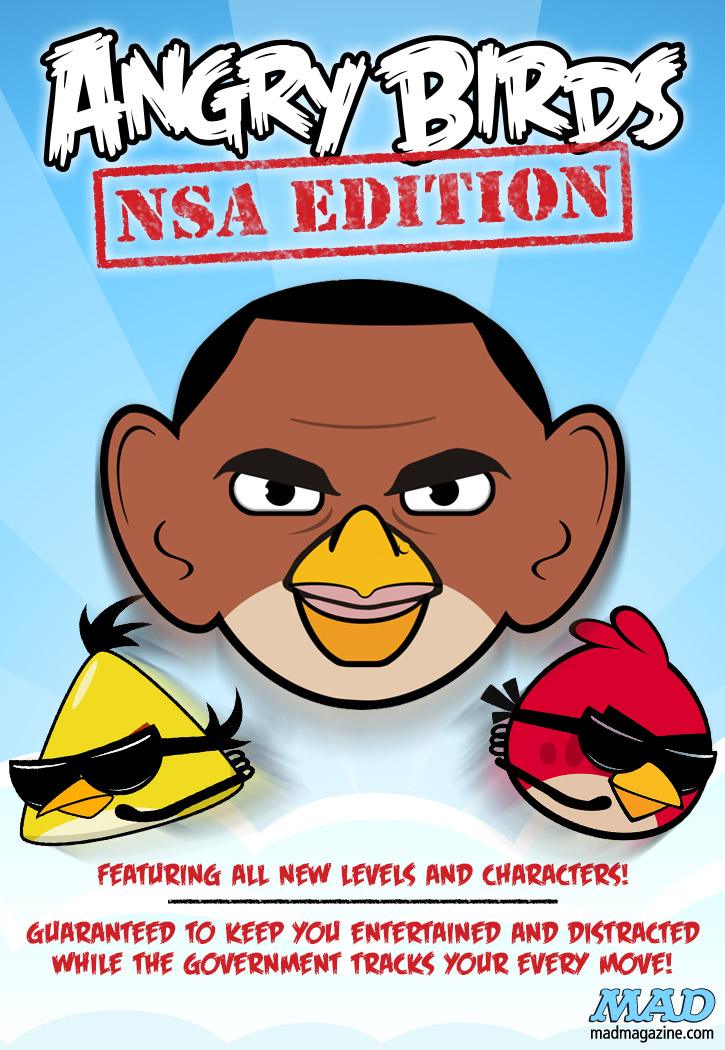 ANGRY BIRDS
NSA EDITION
FEATURING ALL NEW LEVELS AND CHARACTERS!
GUARANTEED TO KEEP YOU ENTERTAINED AND DISTRACTED
WHILE THE GOVERNMENT TRACKS YOUR EVERY MOVE!
MAD
madmagazine.com